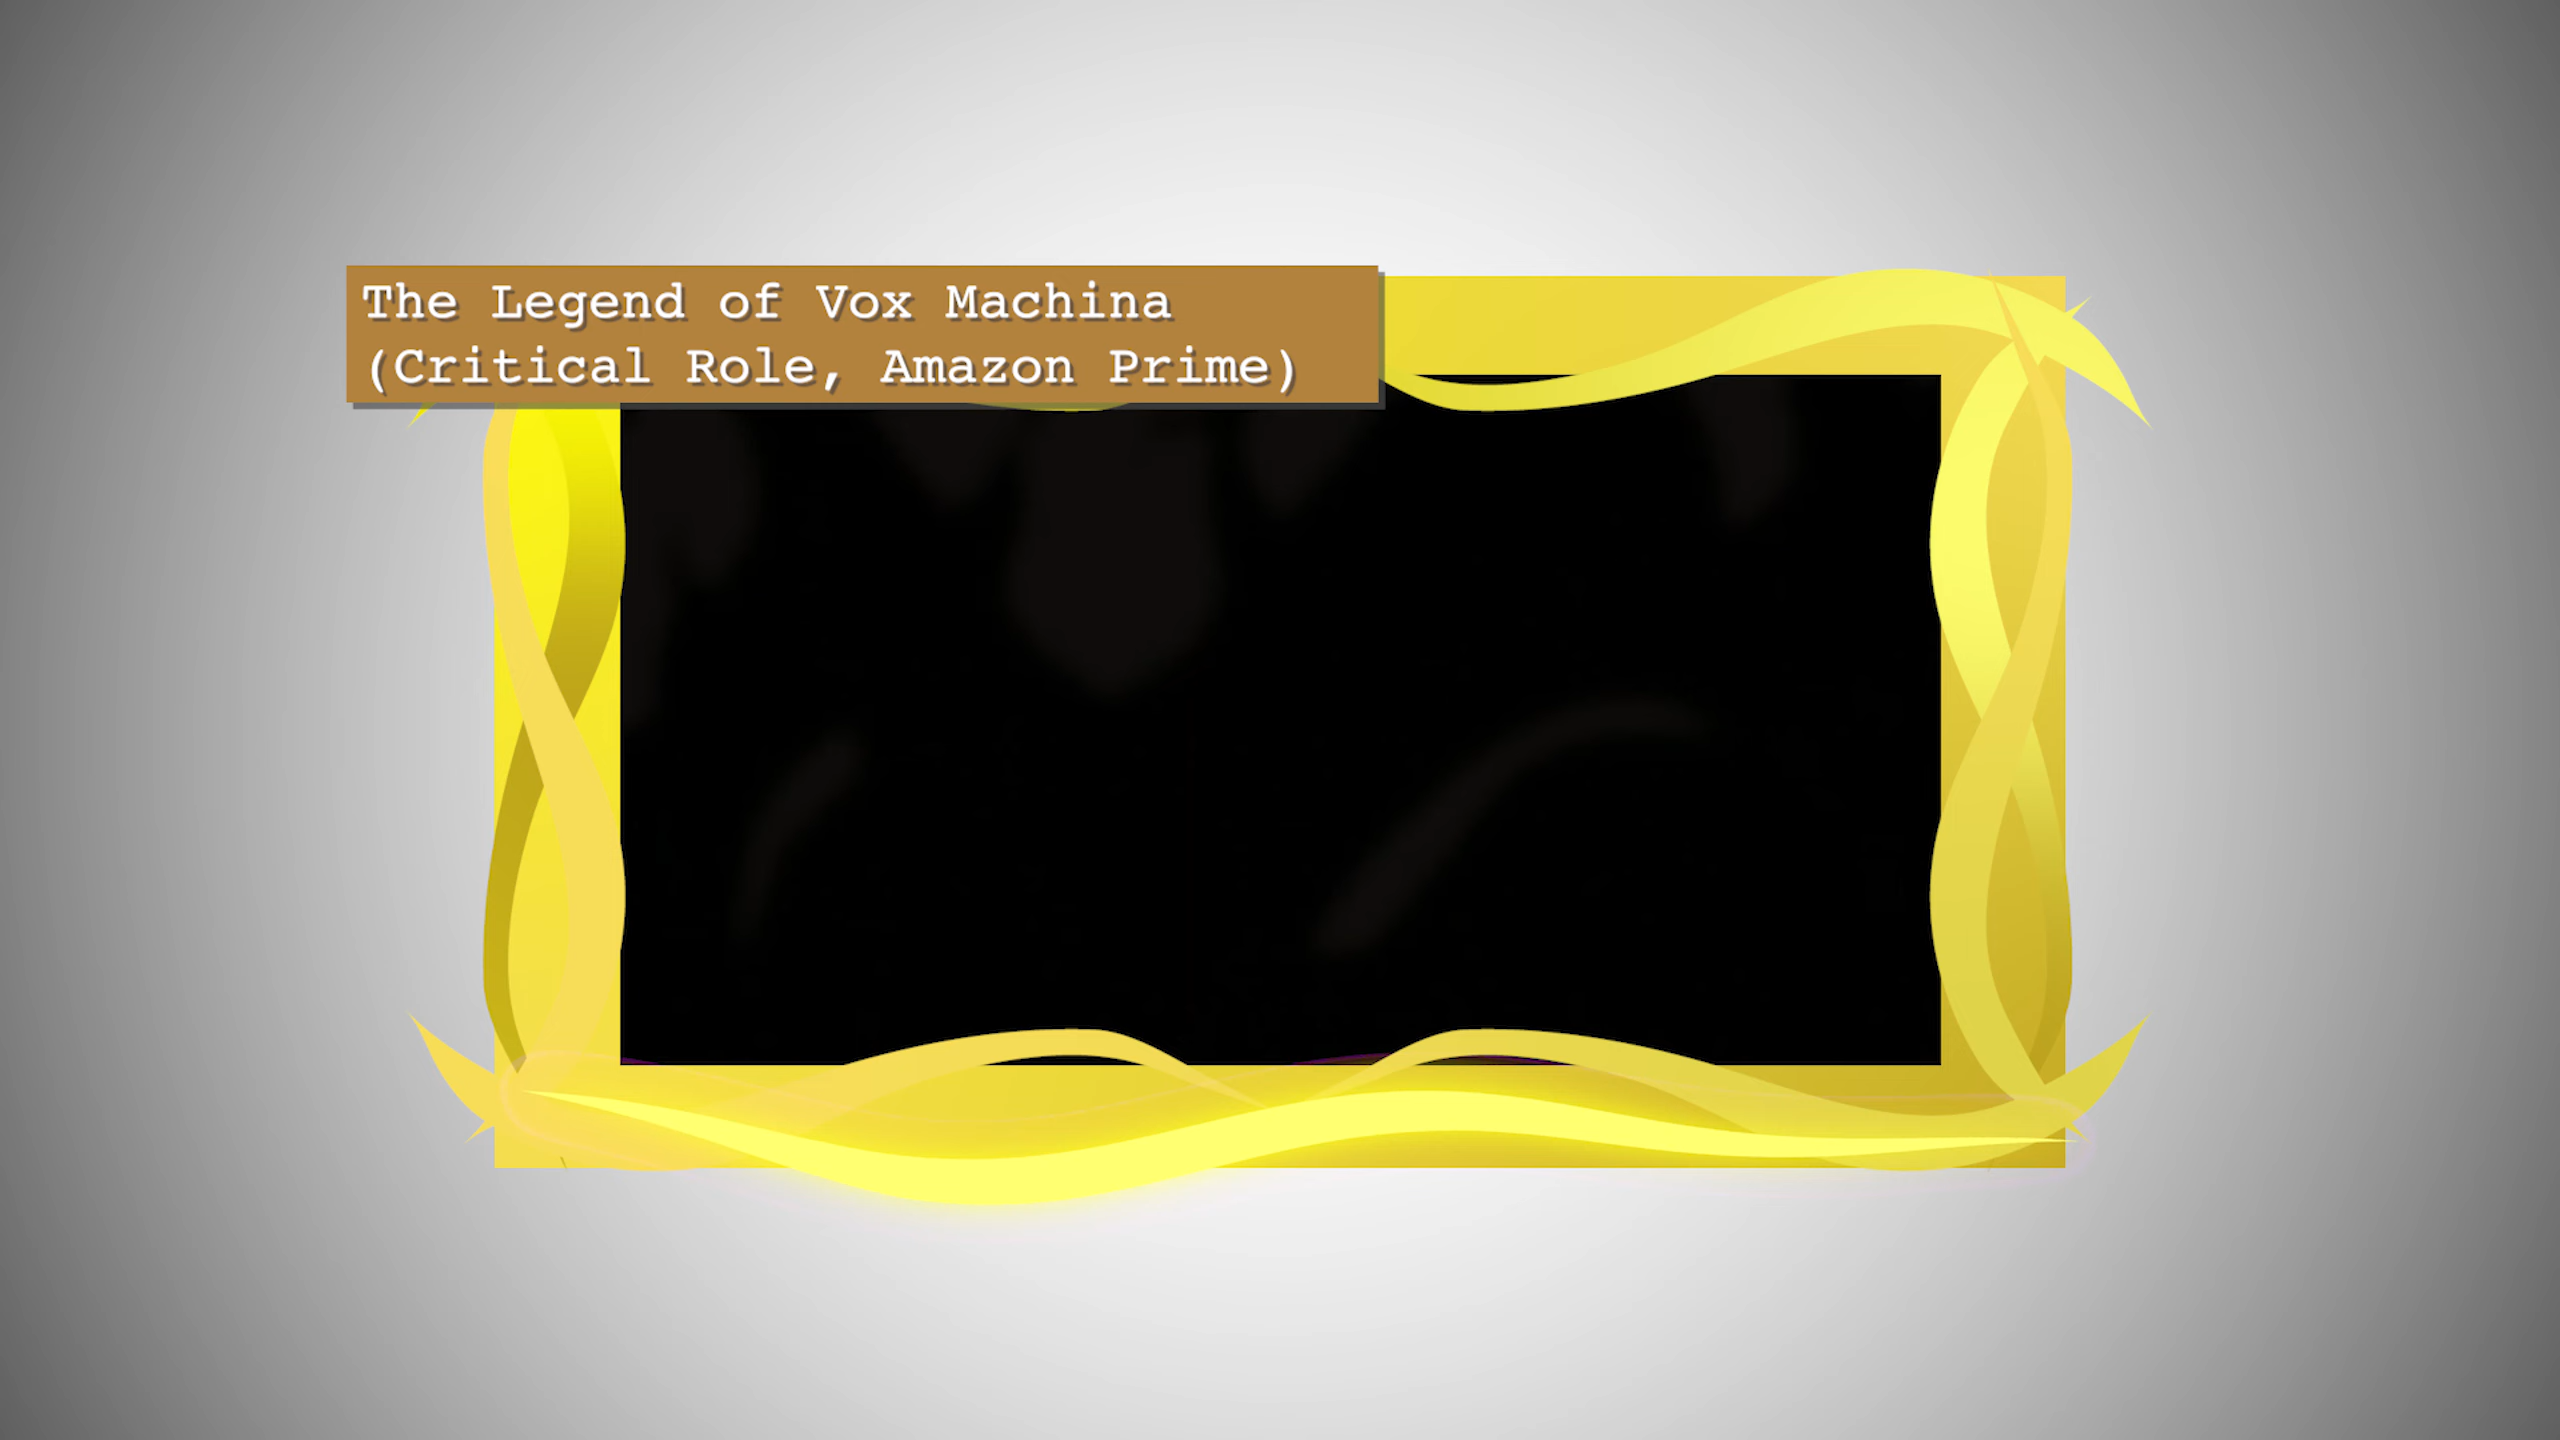 The Legend of Vox Machina
(Critical Role, Amazon Prime)